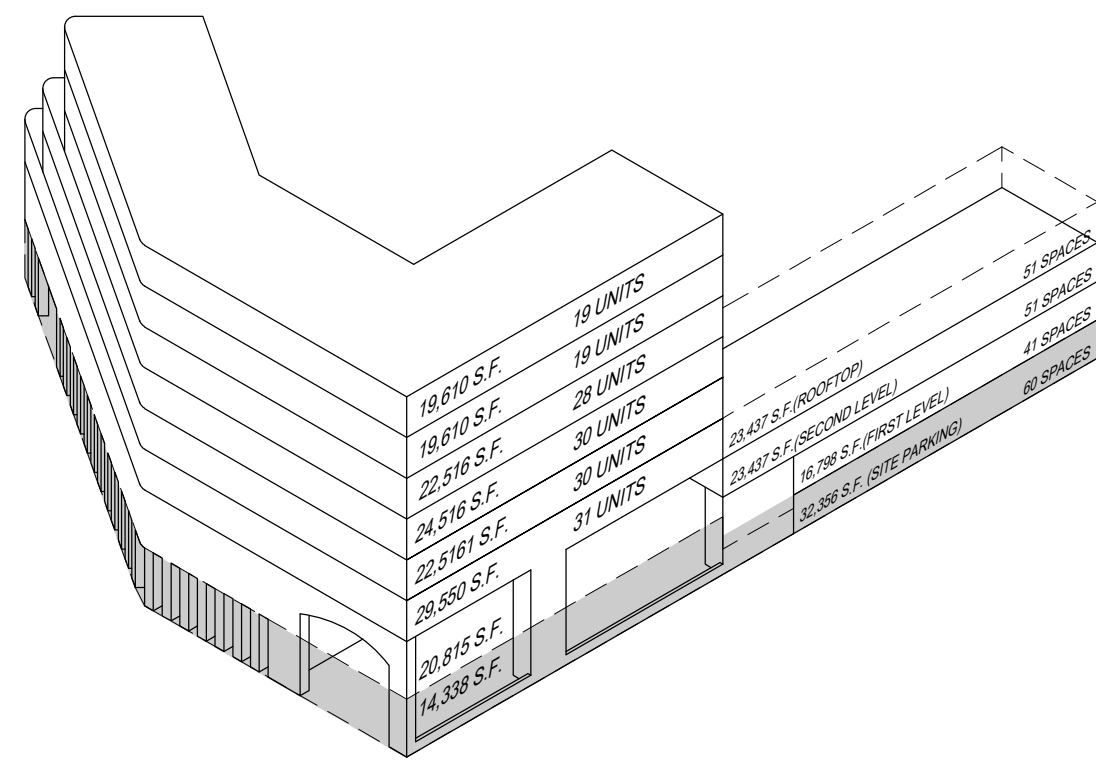 19,610 S.F. 19 UNITS
19,610 S.F. 19 UNITS
22,516 S.F. 28 UNITS
24,516 S.F. 30 UNITS
22,5161 S.F. 30 UNITS
29,550 S.F. 31 UNITS
20,815 S.F.
14,338 S.F.
23,437 S.F.(ROOFTOP) 51 SPACES
23,437 S.F.(SECOND LEVEL) 51 SPACES
16,798 S.F.(FIRST LEVEL) 41 SPACES
32,356 S.F. (SITE PARKING) 60 SPACES